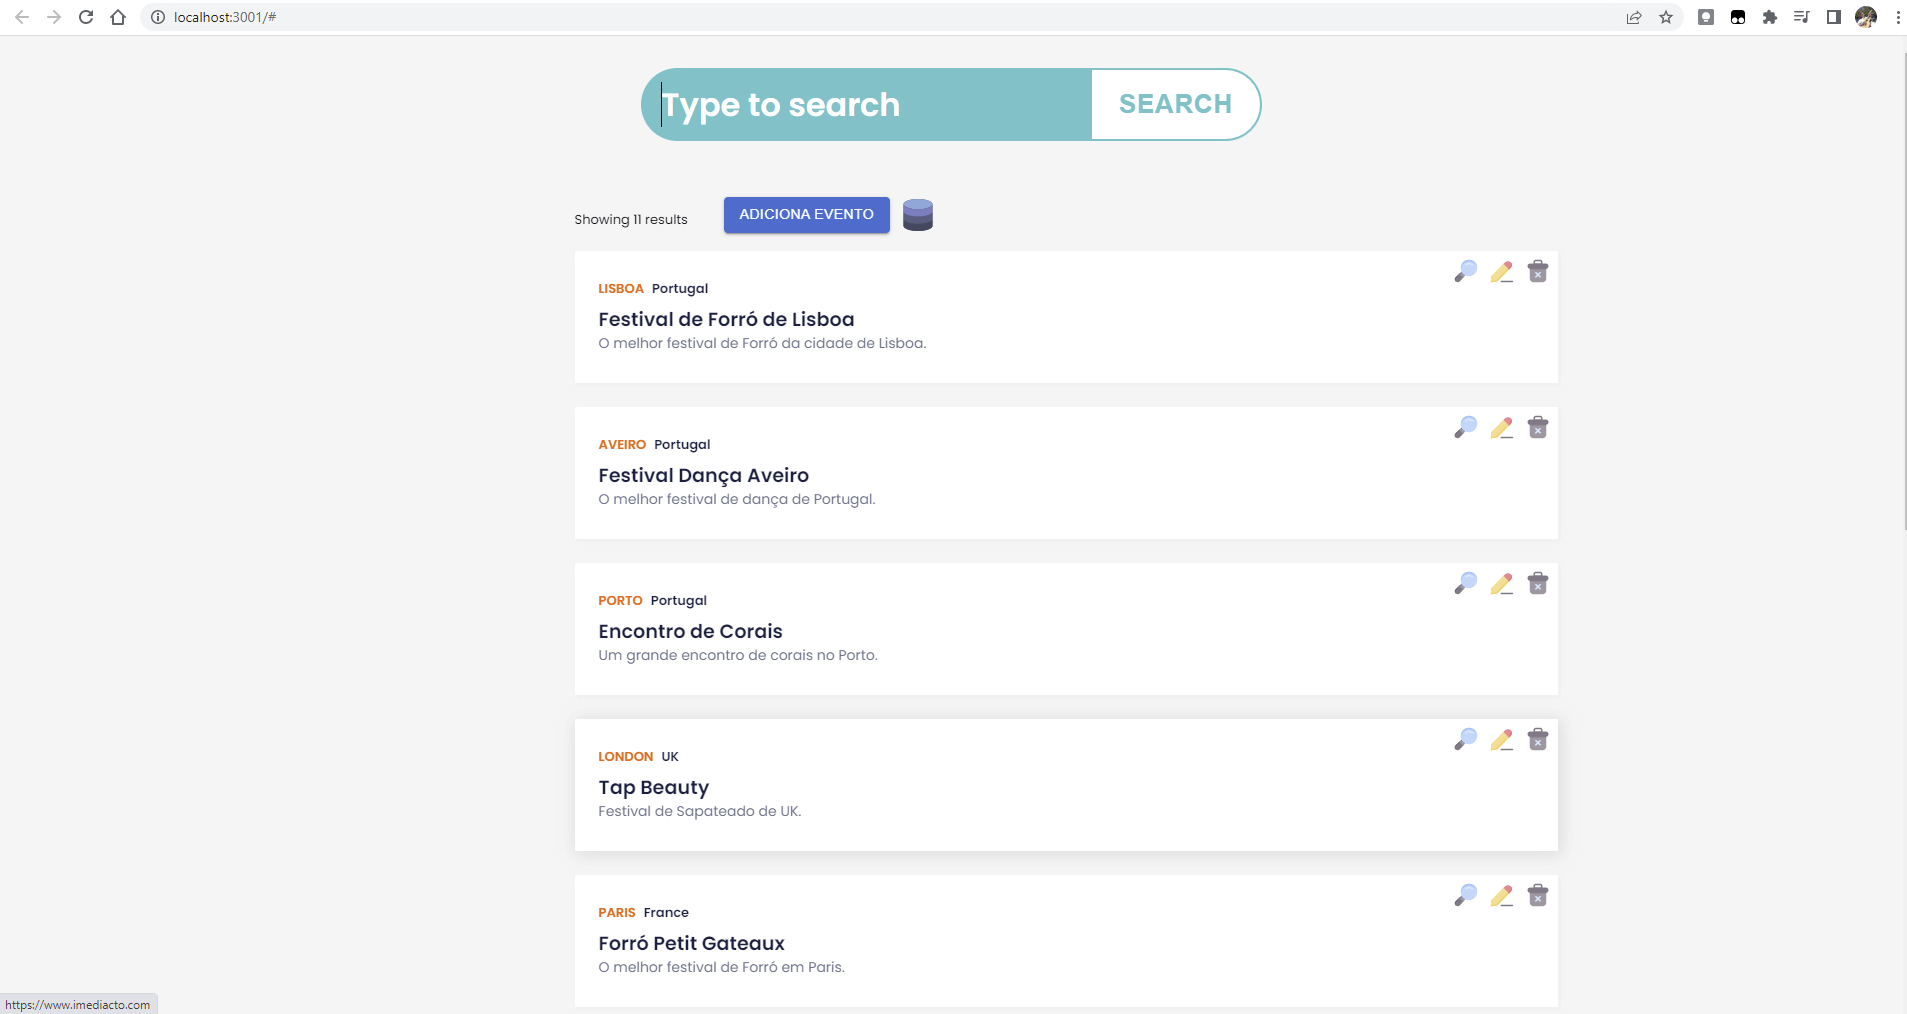 localhost:3001/#
Type to search
SEARCH
Showing 11 results
ADICIONA EVENTO
LISBOA Portugal
Festival de Forró de Lisboa
O melhor festival de Forró da cidade de Lisboa.
AVEIRO Portugal
Festival Dança Aveiro
O melhor festival de dança de Portugal.
PORTO Portugal
Encontro de Corais
Um grande encontro de corais no Porto.
LONDON UK
Tap Beauty
Festival de Sapateado de UK.
PARIS France
Forró Petit Gateaux
O melhor festival de Forró em Paris.
https://www.imediacto.com